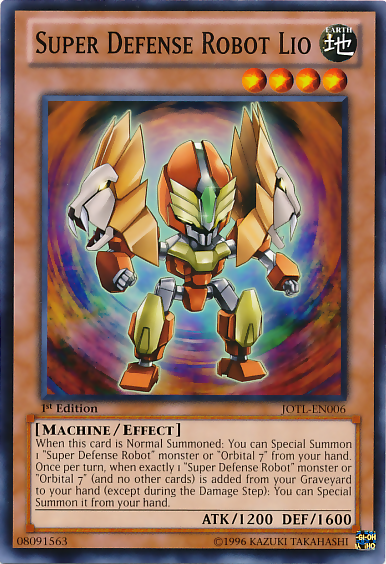 SUPER DEFENSE ROBOT LIO
EARTH
地
1st Edition
JOTL-EN006
[MACHINE/EFFECT]
When this card is Normal Summoned: You can Special Summon
1 "Super Defense Robot" monster or "Orbital 7" from your hand.
Once per turn, when exactly 1 "Super Defense Robot" monster or
"Orbital 7" (and no other cards) is added from your Graveyard
to your hand (except during the Damage Step): You can Special
Summon it from your hand.
ATK/1200 DEF/1600
08091563
©1996 KAZUKI TAKAHASHI